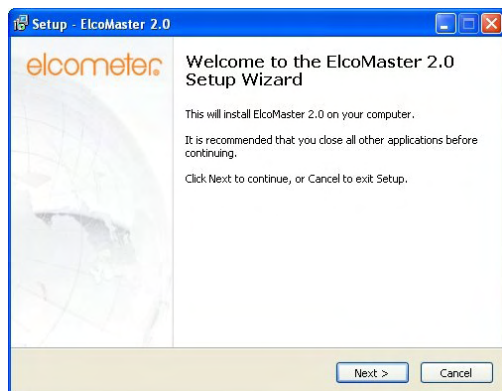 Setup - ElcoMaster 2.0
elcometer
Welcome to the ElcoMaster 2.0
Setup Wizard
This will install ElcoMaster 2.0 on your computer.
It is recommended that you close all other applications before
continuing.
Click Next to continue, or Cancel to exit Setup.
Next >
Cancel